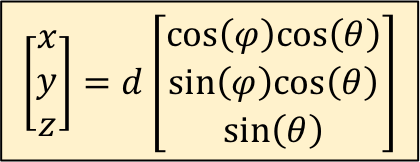 x cos(φ)cos(θ)
y = d sin(φ)cos(θ)
z sin(θ)